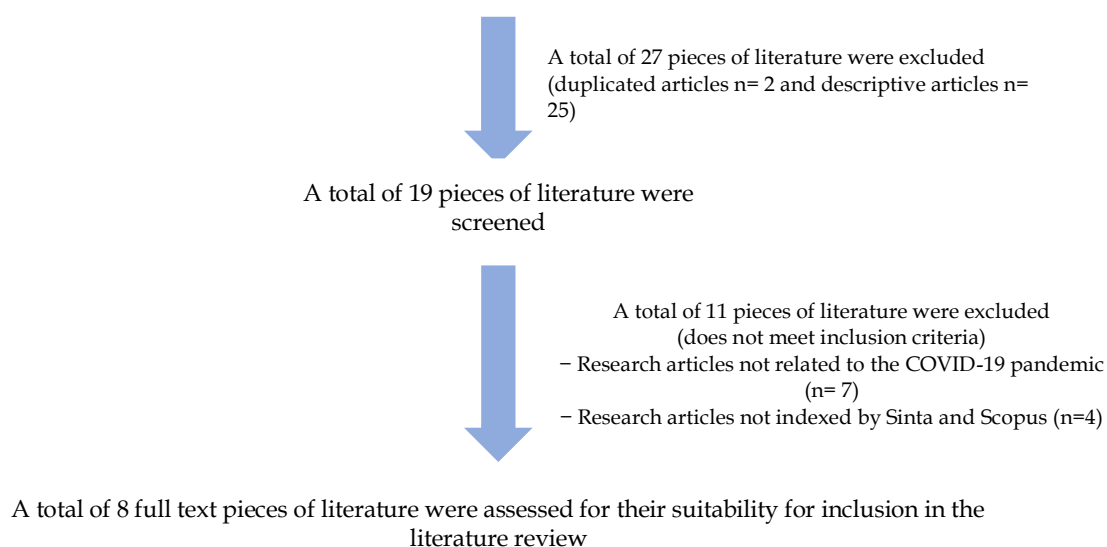 A total of 27 pieces of literature were excluded
(duplicated articles n= 2 and descriptive articles n=
25)
A total of 19 pieces of literature were
screened
A total of 11 pieces of literature were excluded
(does not meet inclusion criteria)
− Research articles not related to the COVID-19 pandemic
(n= 7)
− Research articles not indexed by Sinta and Scopus (n=4)
A total of 8 full text pieces of literature were assessed for their suitability for inclusion in the
literature review